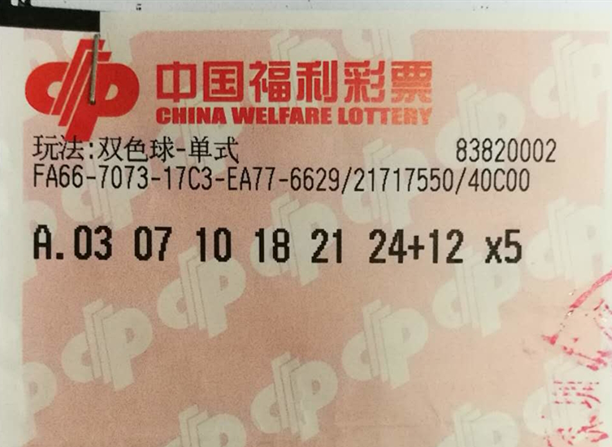 中国福利彩票
CHINA WELFARE LOTTERY
玩法:双色球-单式 83820002
FA66-7073-17C3-EA77-6629/21717550/40C00
A.03 07 10 18 21 24+12 x5